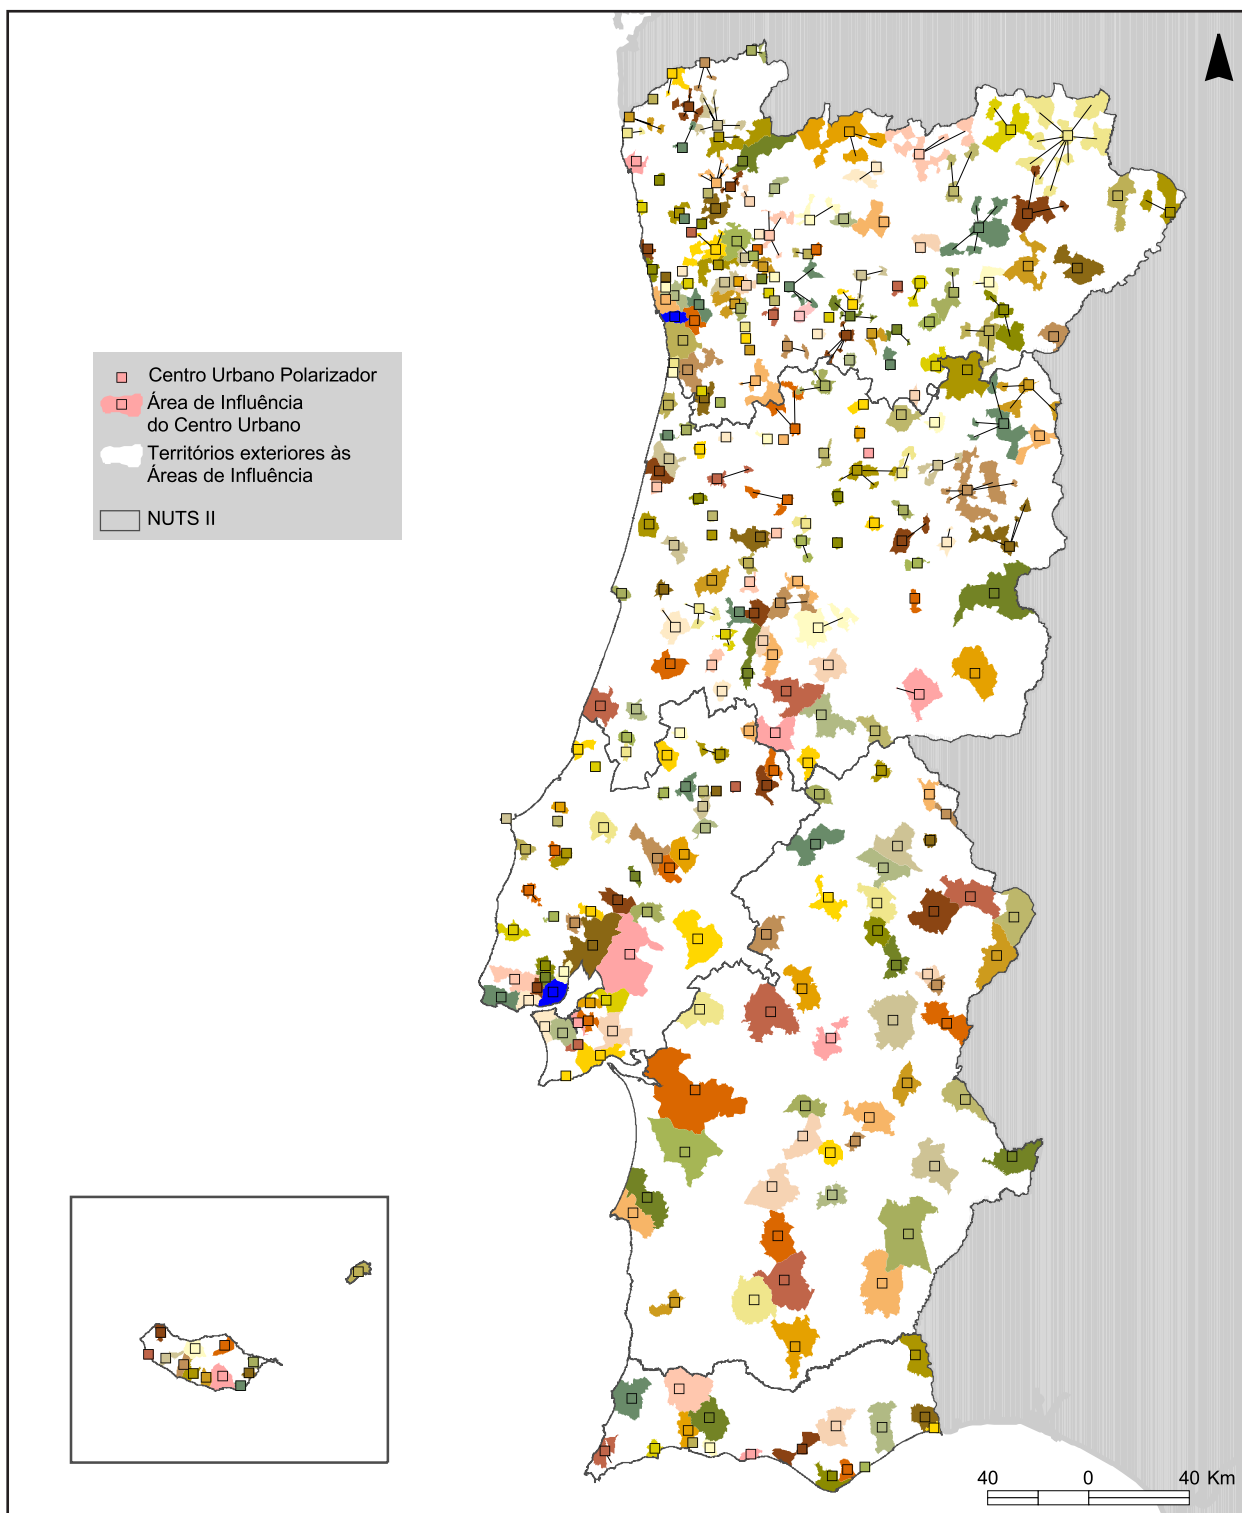 Centro Urbano Polarizador
Área de Influência
do Centro Urbano
Territórios exteriores às
Áreas de Influência
NUTS II
40 0 40 Km